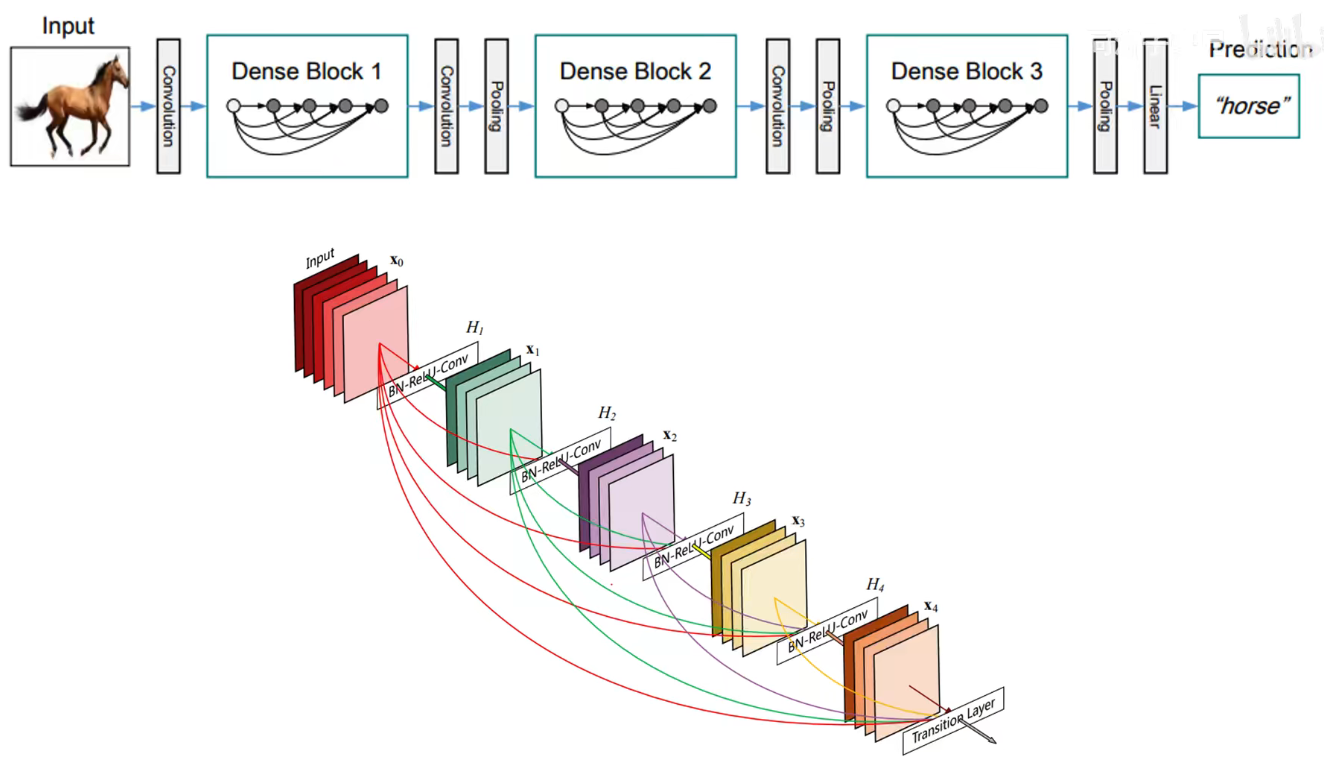 Input
Prediction
Convolution
Dense Block 1
Convolution
Pooling
Dense Block 2
Convolution
Pooling
Dense Block 3
Pooling
Linear
“horse”
Input
x0
H1
BN-ReLU-Conv
x1
H2
BN-ReLU-Conv
x2
H3
BN-ReLU-Conv
x3
H4
BN-ReLU-Conv
x4
Transition Layer